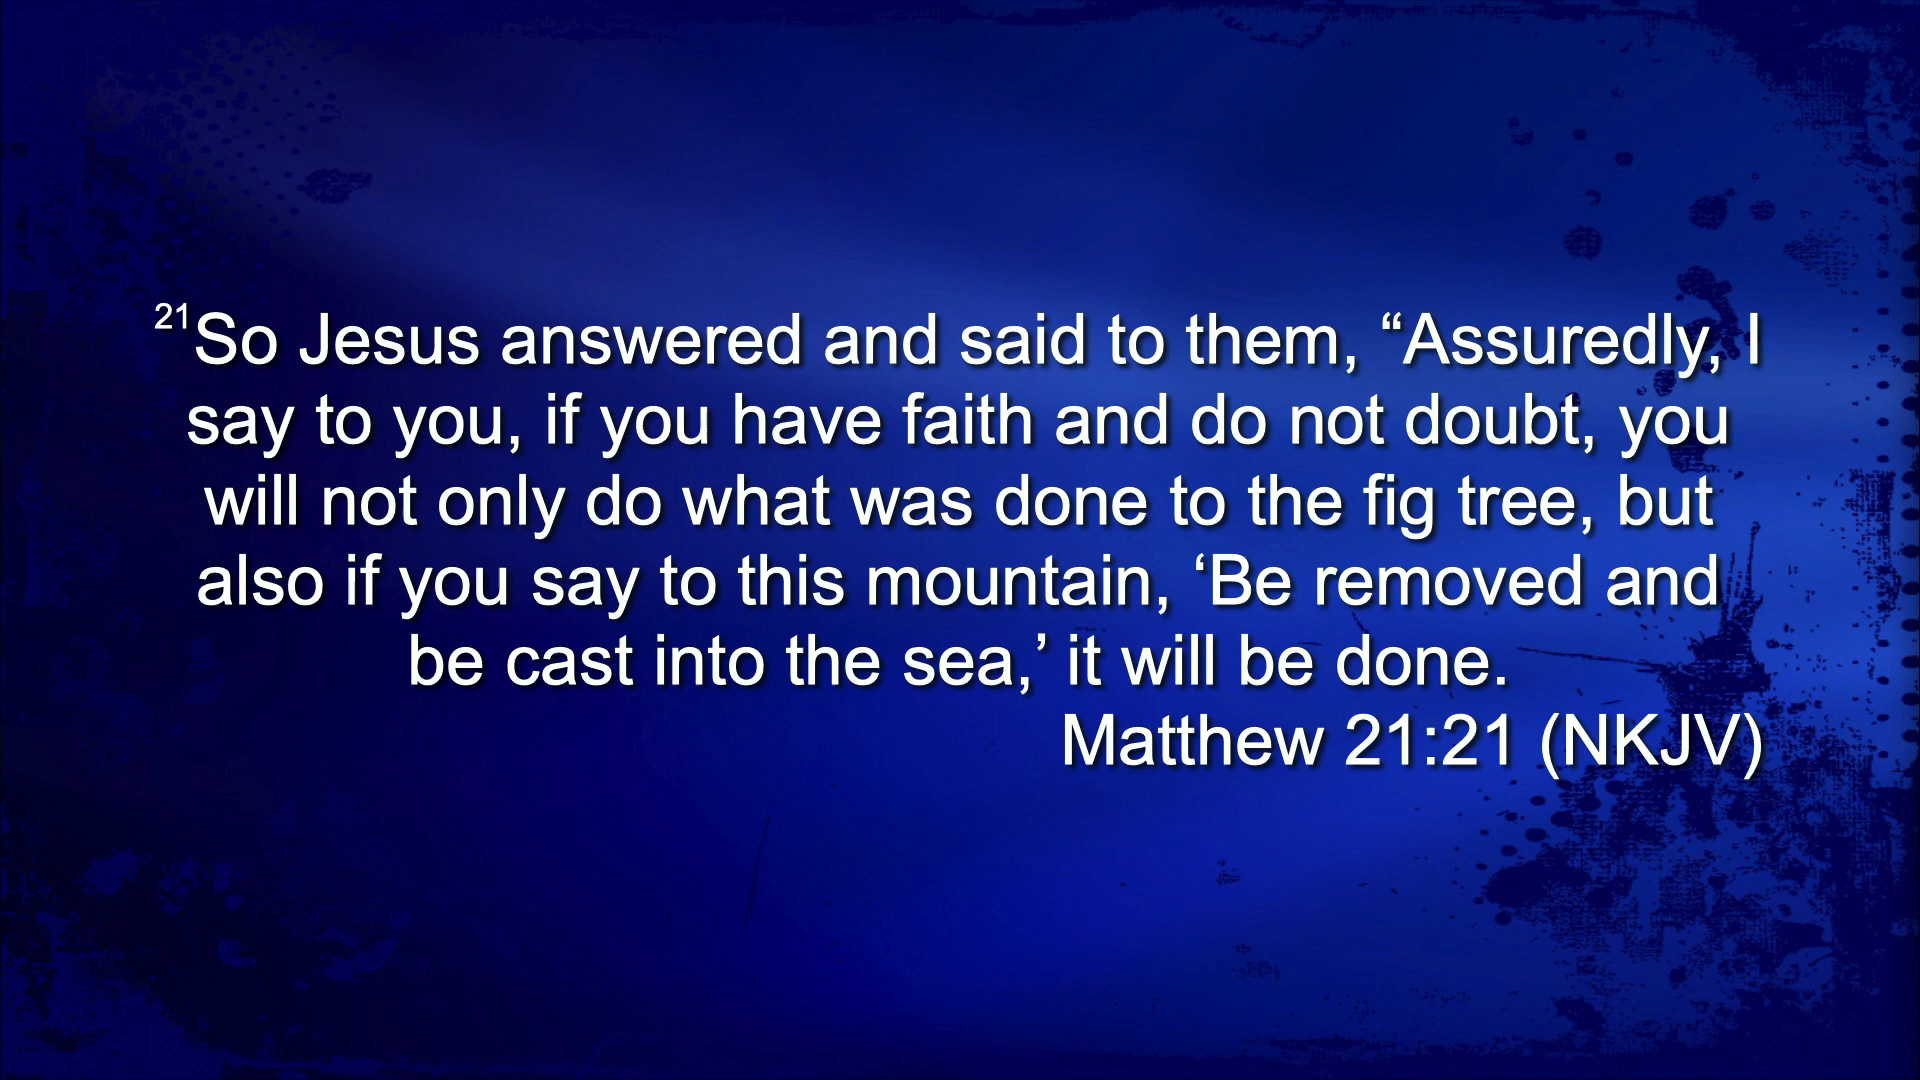 21So Jesus answered and said to them, “Assuredly, I
say to you, if you have faith and do not doubt, you
will not only do what was done to the fig tree, but
also if you say to this mountain, ‘Be removed and
be cast into the sea,’ it will be done.
Matthew 21:21 (NKJV)